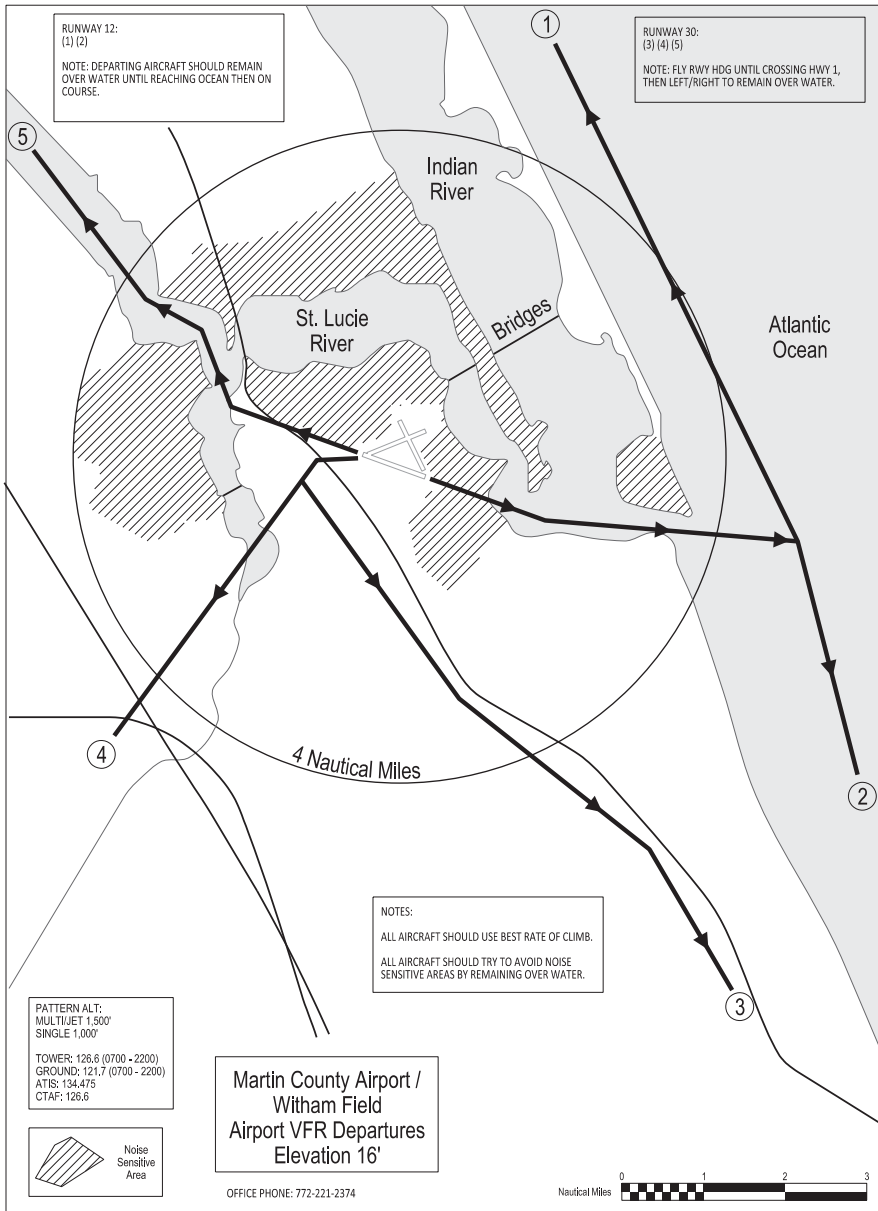 RUNWAY 12:
(1) (2)
NOTE: DEPARTING AIRCRAFT SHOULD REMAIN
OVER WATER UNTIL REACHING OCEAN THEN ON
COURSE.
1
RUNWAY 30:
(3) (4) (5)
NOTE: FLY RWY HDG UNTIL CROSSING HWY 1,
THEN LEFT/RIGHT TO REMAIN OVER WATER.
5
Indian
River
St. Lucie
River
Bridges
Atlantic
Ocean
4
4 Nautical Miles
2
NOTES:
ALL AIRCRAFT SHOULD USE BEST RATE OF CLIMB.
ALL AIRCRAFT SHOULD TRY TO AVOID NOISE
SENSITIVE AREAS BY REMAINING OVER WATER.
3
PATTERN ALT:
MULTI/JET 1,500'
SINGLE 1,000'
TOWER: 126.6 (0700 - 2200)
GROUND: 121.7 (0700 - 2200)
ATIS: 134.475
CTAF: 126.6
Noise
Sensitive
Area
Martin County Airport /
Witham Field
Airport VFR Departures
Elevation 16'
OFFICE PHONE: 772-221-2374
Nautical Miles
0 1 2 3